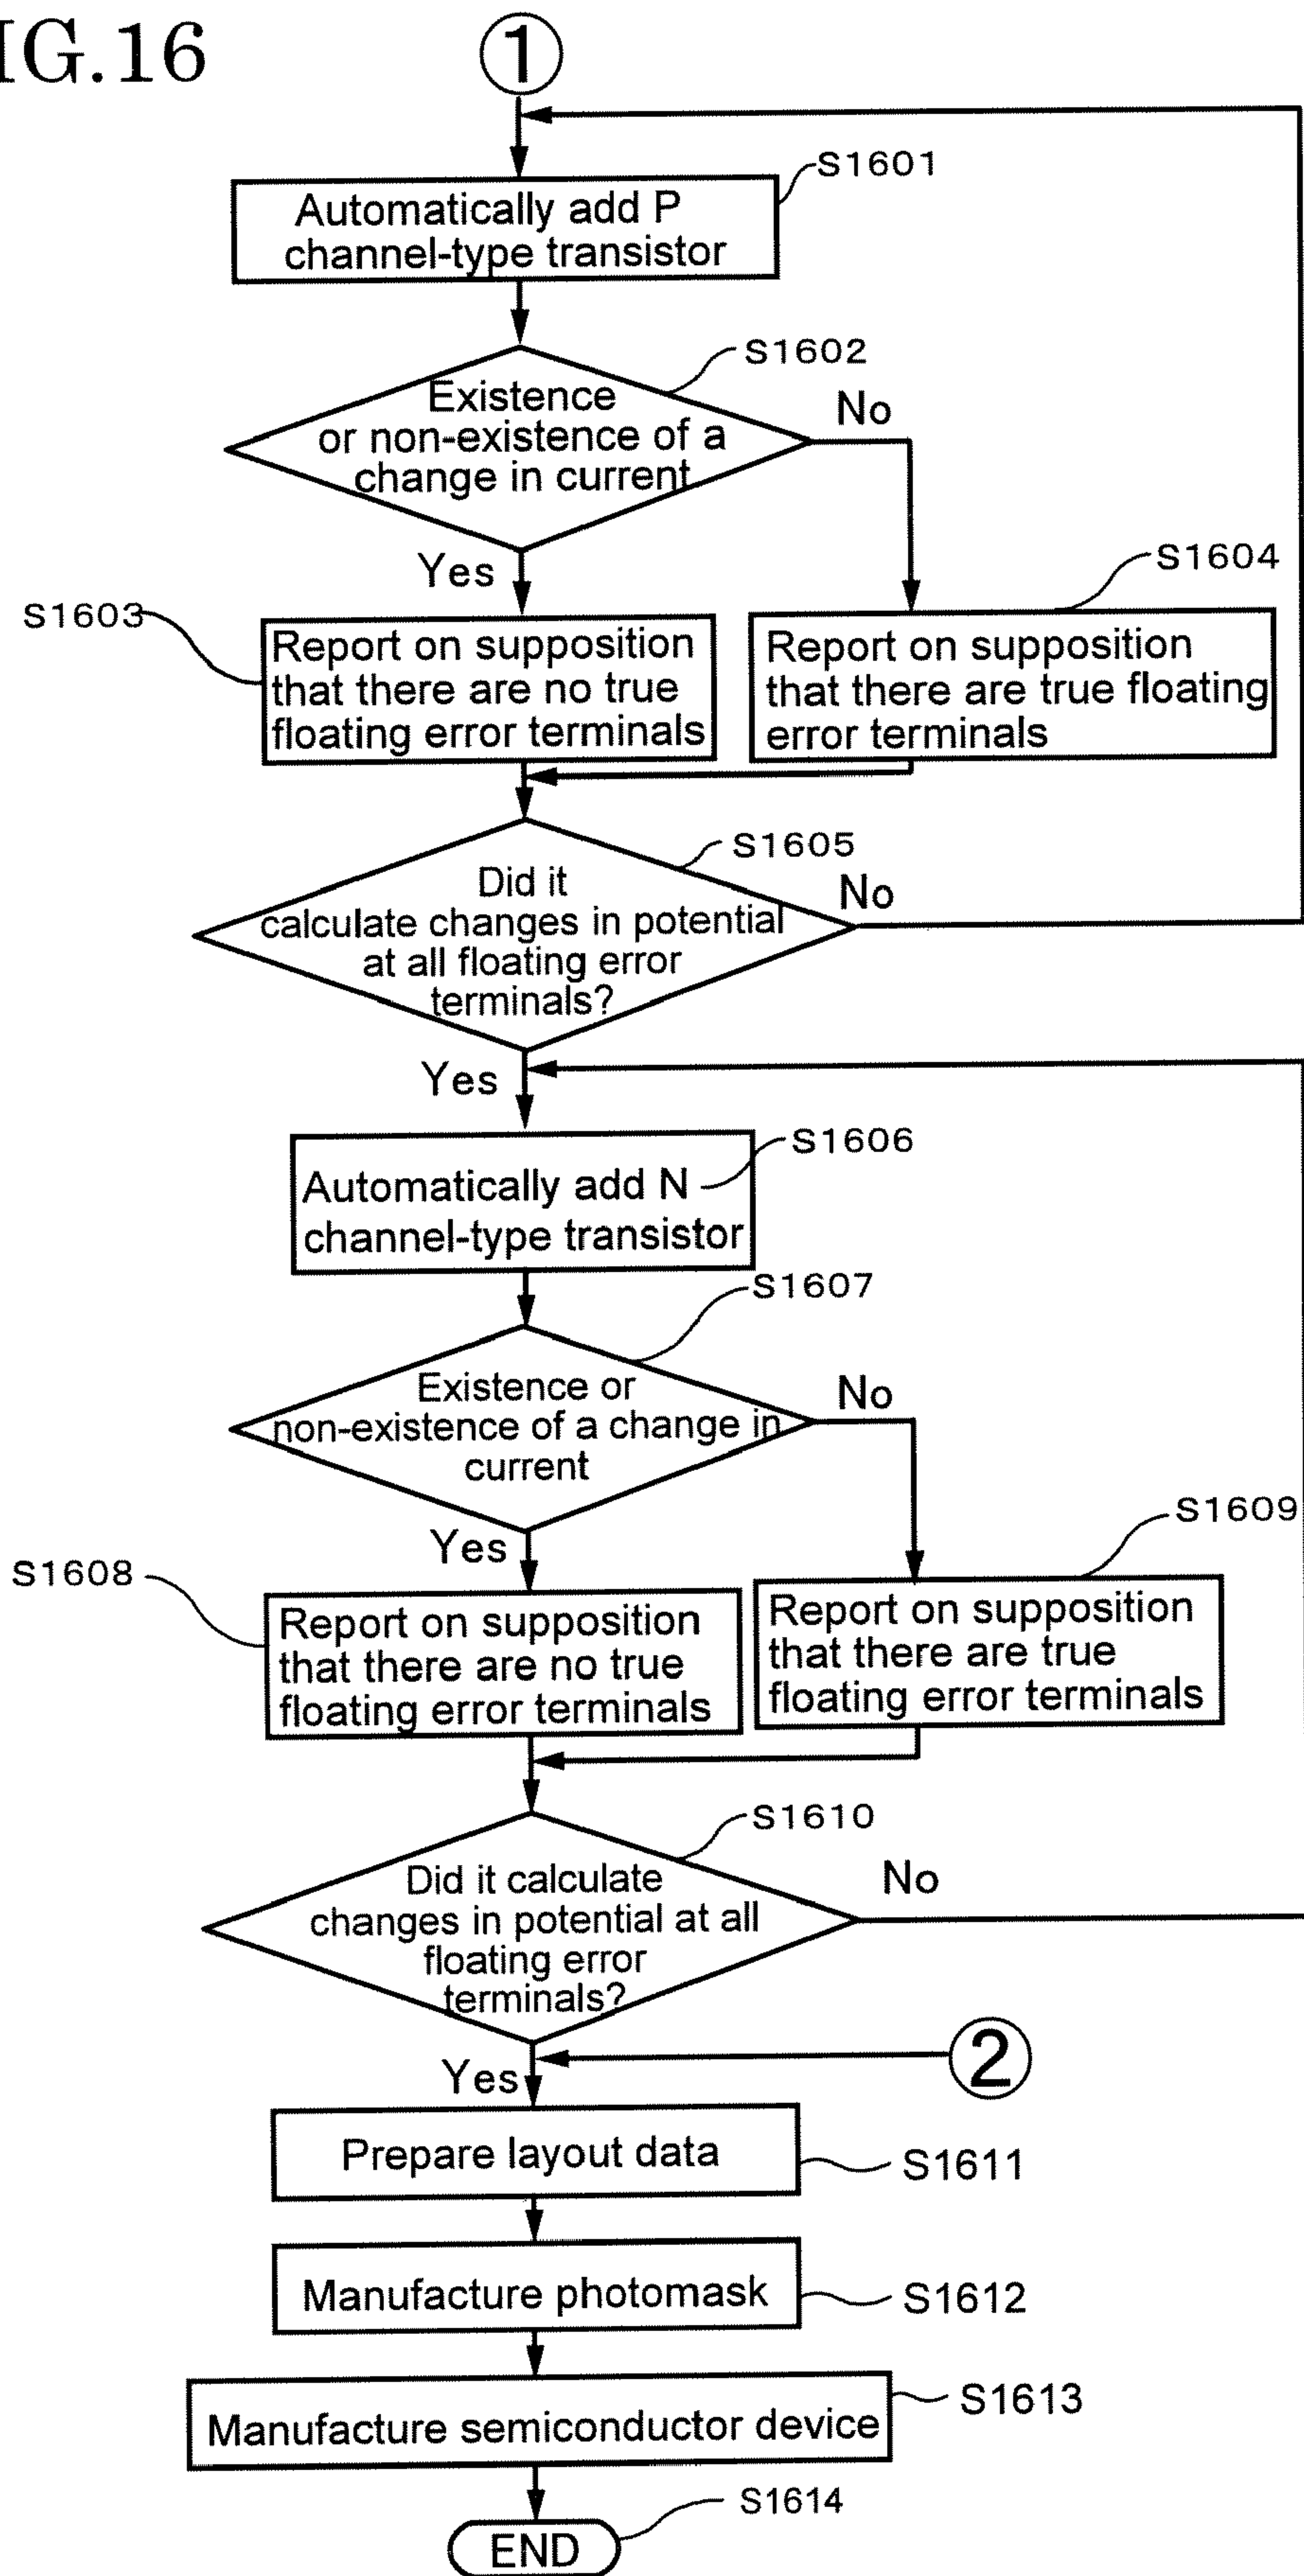 IG.16
1
S1601
Automatically add P
channel-type transistor
S1602
Existence
or non-existence of a
change in current
No
Yes
S1603
Report on supposition
that there are no true
floating error terminals
S1604
Report on supposition
that there are true floating
error terminals
S1605
Did it
calculate changes in potential
at all floating error
terminals?
No
Yes
S1606
Automatically add N
channel-type transistor
S1607
Existence or
non-existence of a change in
current
No
Yes
S1608
Report on supposition
that there are no true
floating error terminals
S1609
Report on supposition
that there are true
floating error terminals
S1610
Did it calculate
changes in potential at all
floating error
terminals?
No
Yes
2
Prepare layout data
S1611
Manufacture photomask
S1612
Manufacture semiconductor device
S1613
S1614
END